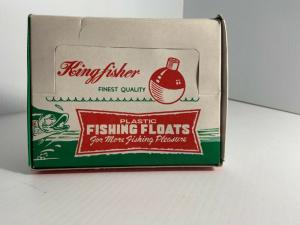 Kingfisher
FINEST QUALITY
PLASTIC
FISHING FLOATS
For More Fishing Pleasure